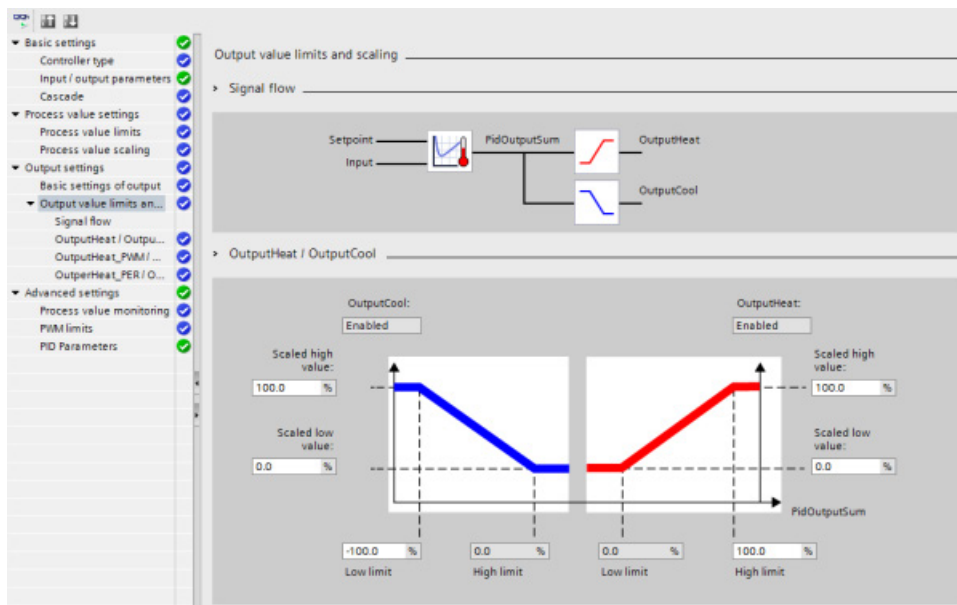 Basic settings
Controller type
Input / output parameters
Cascade
Process value settings
Process value limits
Process value scaling
Output settings
Basic settings of output
Output value limits an...
Signal flow
OutputHeat / Outpu...
OutputHeat_PWM / ...
OutperHeat_PER / O...
Advanced settings
Process value monitoring
PWM limits
PID Parameters
Output value limits and scaling
Signal flow
Setpoint
Input
PidOutputSum
OutputHeat
OutputCool
OutputHeat / OutputCool
OutputCool:
Enabled
OutputHeat:
Enabled
Scaled high
value:
100.0 %
Scaled low
value:
0.0 %
Scaled high
value:
100.0 %
Scaled low
value:
0.0 %
PidOutputSum
-100.0 %
0.0 %
0.0 %
100.0 %
Low limit
High limit
Low limit
High limit